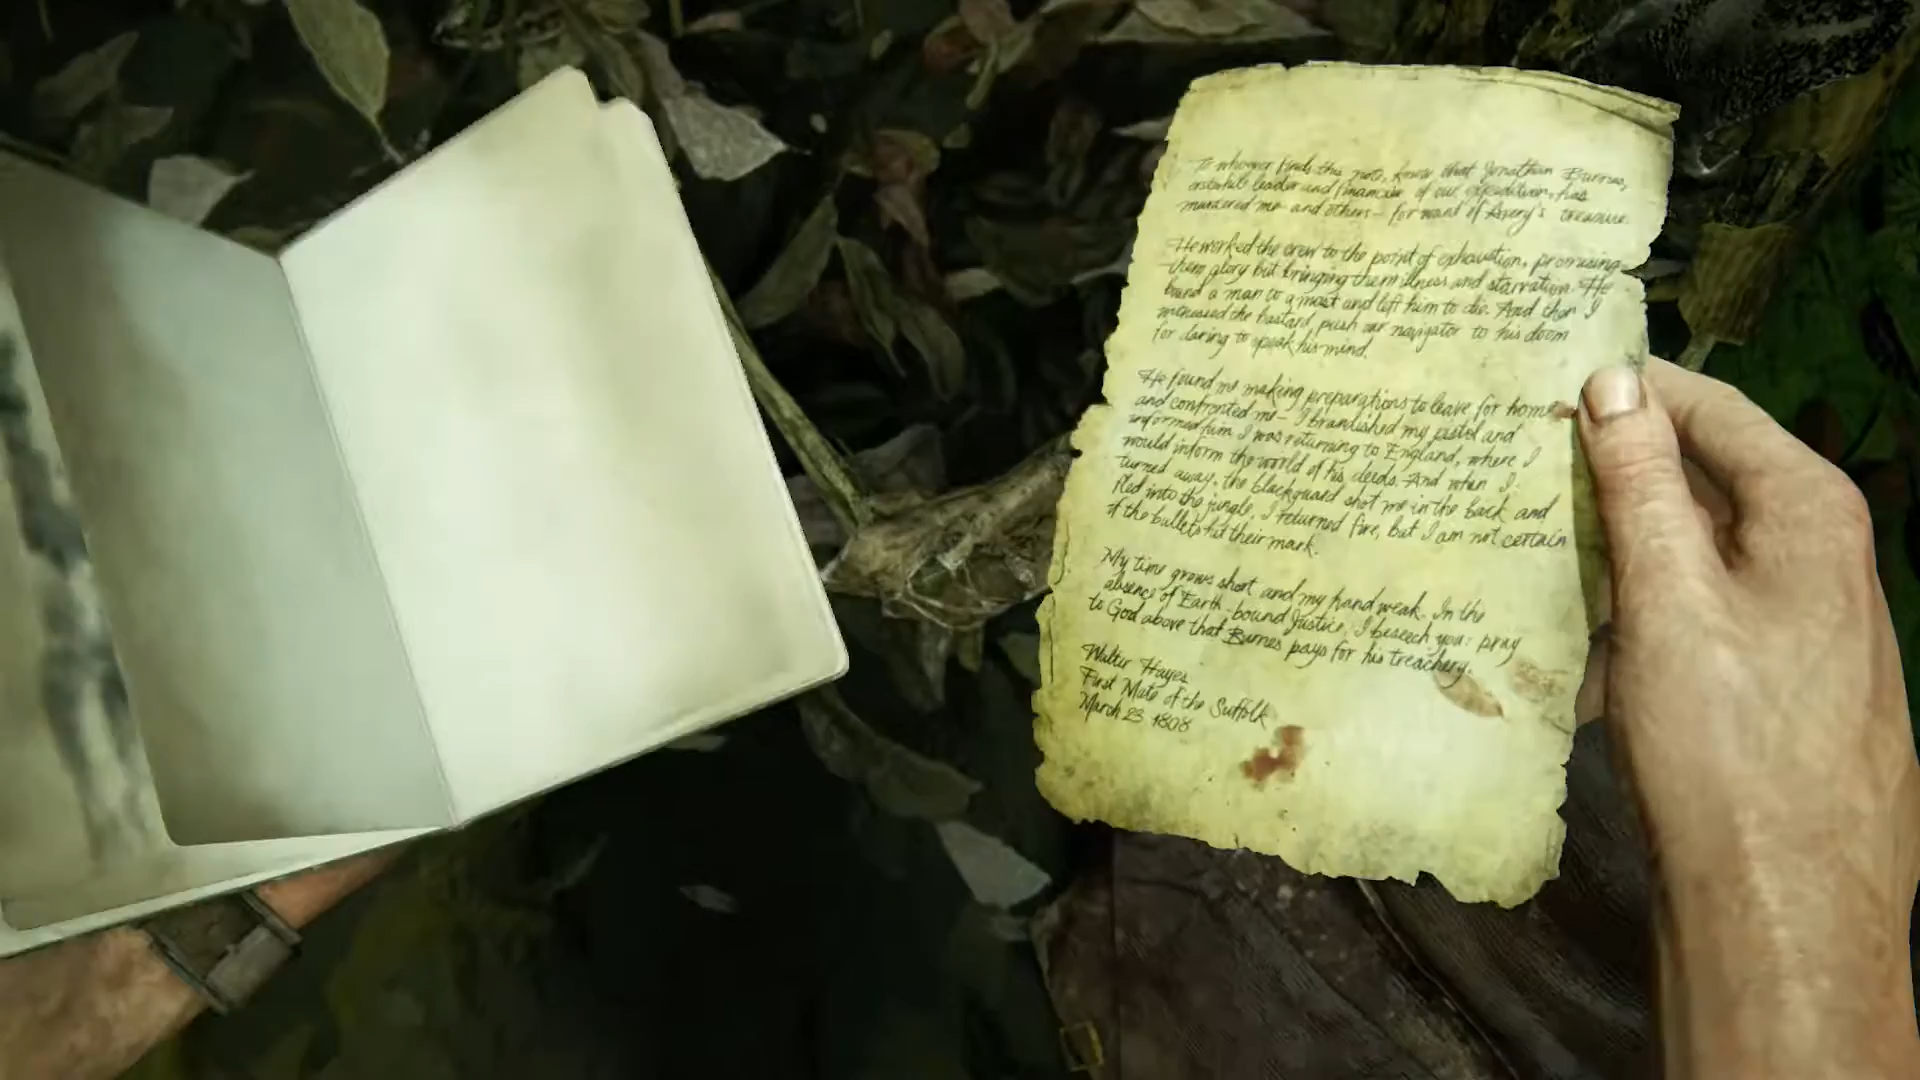 To whoever finds this note, know that Jonathan Burnes,
erstwhile leader and financier of our expedition, has
murdered me- and others- for want of Avery's treasure.
He worked the crew to the point of exhaustion, promising
them glory but bringing them illness and starvation. He
bound a man to a mast and left him to die. And then I
witnessed the bastard push our navigator to his doom
for daring to speak his mind.
He found me making preparations to leave for home
and confronted me- I brandished my pistol and
informed him I was returning to England, where I
would inform the world of his deeds. And when I
turned away, the blackguard shot me in the back and
fled into the jungle. I returned fire, but I am not certain
if the bullets hit their mark.
My time grows short and my hand weak. In the
absence of Earth-bound Justice, I beseech you: pray
to God above that Burnes pays for his treachery.
Walter Hayes
First Mate of the Suffolk
March 23 1808